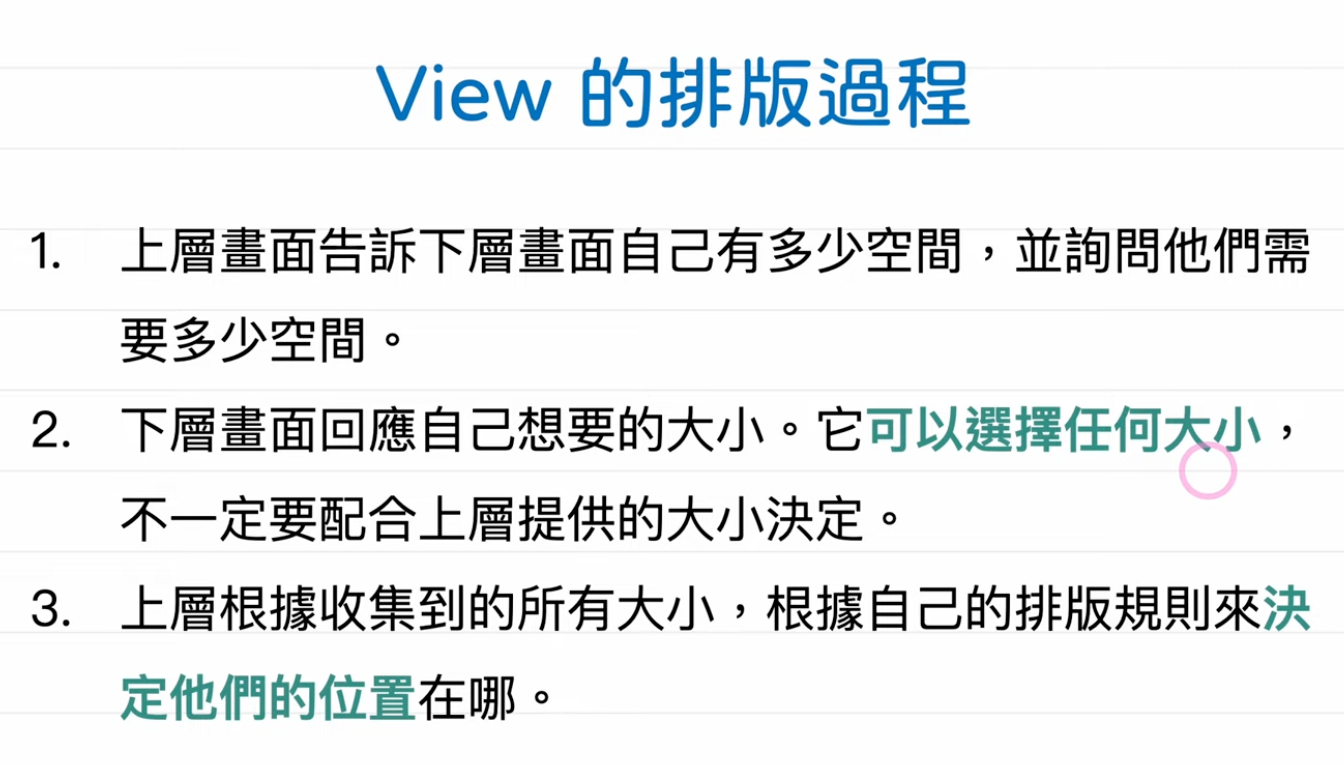 View 的排版過程
1. 上層畫面告訴下層畫面自己有多少空間，並詢問他們需
要多少空間。
2. 下層畫面回應自己想要的大小。它可以選擇任何大小，
不一定要配合上層提供的大小決定。
3. 上層根據收集到的所有大小，根據自己的排版規則來決
定他們的位置在哪。